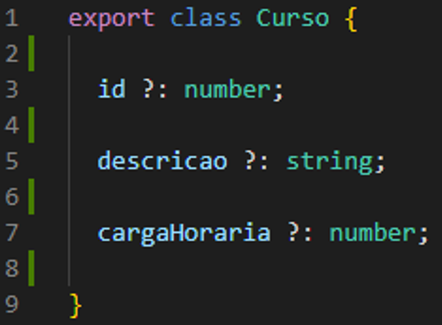 1 export class Curso {
2
3 id ?: number;
4
5 descricao ?: string;
6
7 cargaHoraria ?: number;
8
9 }